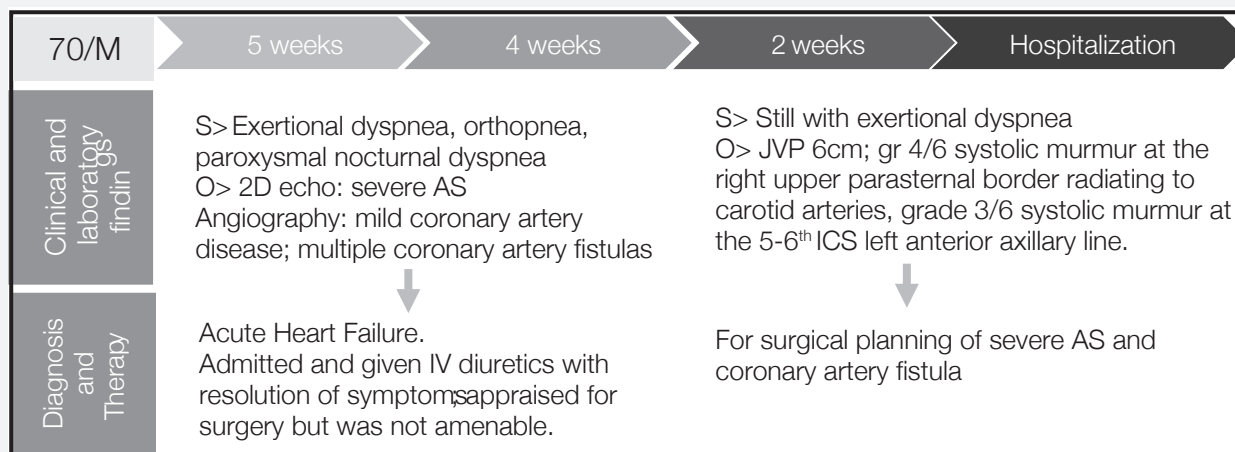 70/M
5 weeks
4 weeks
2 weeks
Hospitalization
Clinical and
laboratory
findin gs
S> Exertional dyspnea, orthopnea,
paroxysmal nocturnal dyspnea
O> 2D echo: severe AS
Angiography: mild coronary artery
disease; multiple coronary artery fistulas
S> Still with exertional dyspnea
O> JVP 6cm; gr 4/6 systolic murmur at the
right upper parasternal border radiating to
carotid arteries, grade 3/6 systolic murmur at
the 5-6th ICS left anterior axillary line.
Diagnosis
and
Therapy
Acute Heart Failure.
Admitted and given IV diuretics with
resolution of symptoms; appraised for
surgery but was not amenable.
For surgical planning of severe AS and
coronary artery fistula